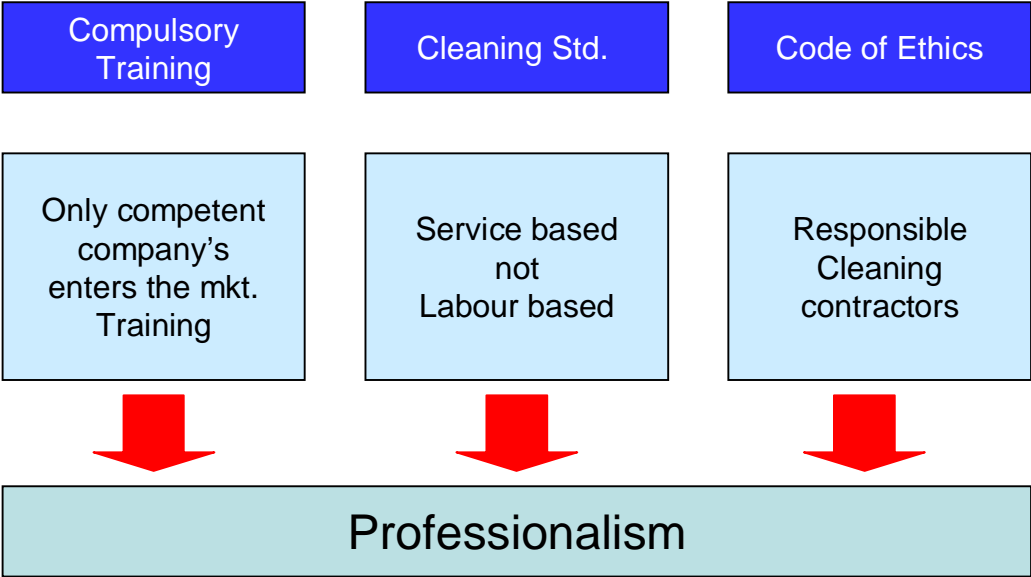 Compulsory
Training
Cleaning Std.
Code of Ethics
Only competent
company’s
enters the mkt.
Training
Service based
not
Labour based
Responsible
Cleaning
contractors
Professionalism